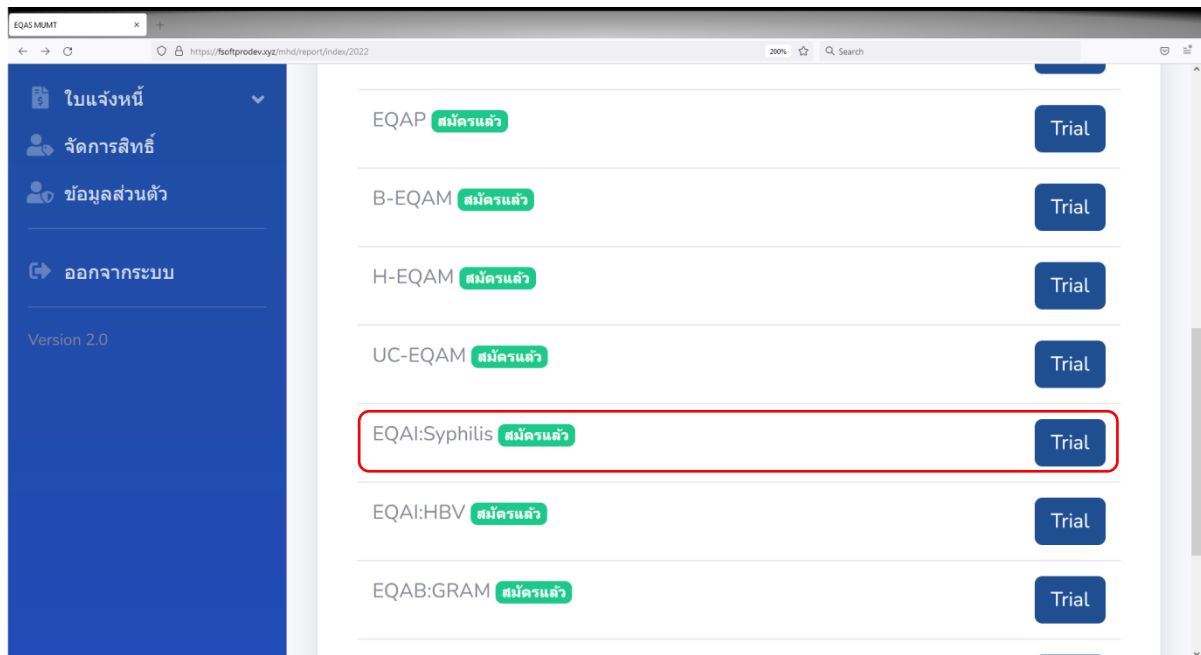 EQAS MUMT
https://fsoftprodev.xyz/mhd/report/index/2022
200%
Search
ใบแจ้งหนี้
จัดการสิทธิ์
ข้อมูลส่วนตัว
ออกจากระบบ
Version 2.0
EQAP สมัครแล้ว Trial
B-EQAM สมัครแล้ว Trial
H-EQAM สมัครแล้ว Trial
UC-EQAM สมัครแล้ว Trial
EQAI:Syphilis สมัครแล้ว Trial
EQAI:HBV สมัครแล้ว Trial
EQAB:GRAM สมัครแล้ว Trial